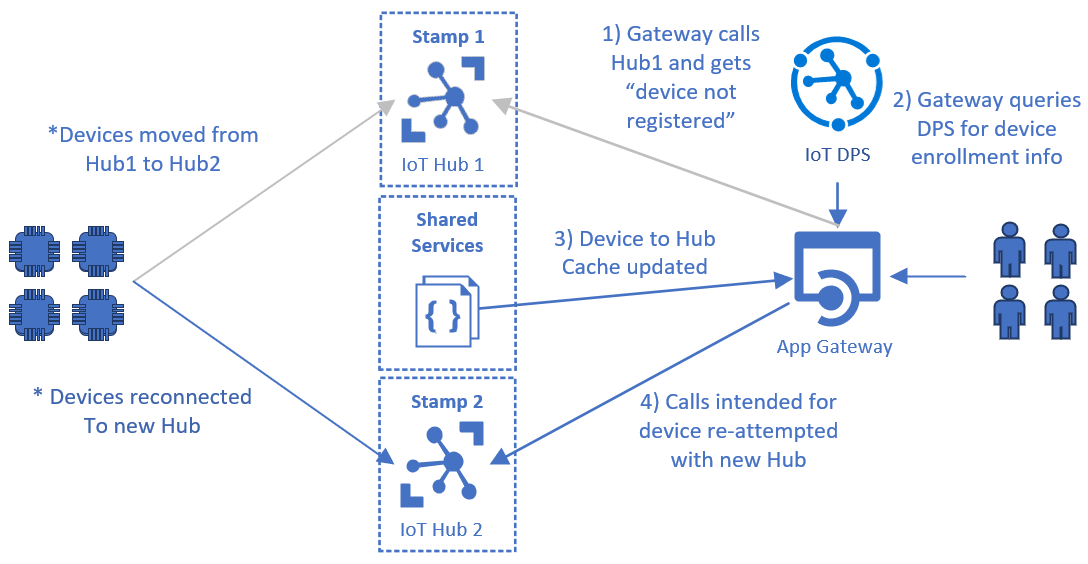 Stamp 1
IoT Hub 1
1) Gateway calls
Hub1 and gets
“device not
registered”
IoT DPS
2) Gateway queries
DPS for device
enrollment info
*Devices moved from
Hub1 to Hub2
Shared
Services
{ }
3) Device to Hub
Cache updated
App Gateway
* Devices reconnected
To new Hub
Stamp 2
IoT Hub 2
4) Calls intended for
device re-attempted
with new Hub